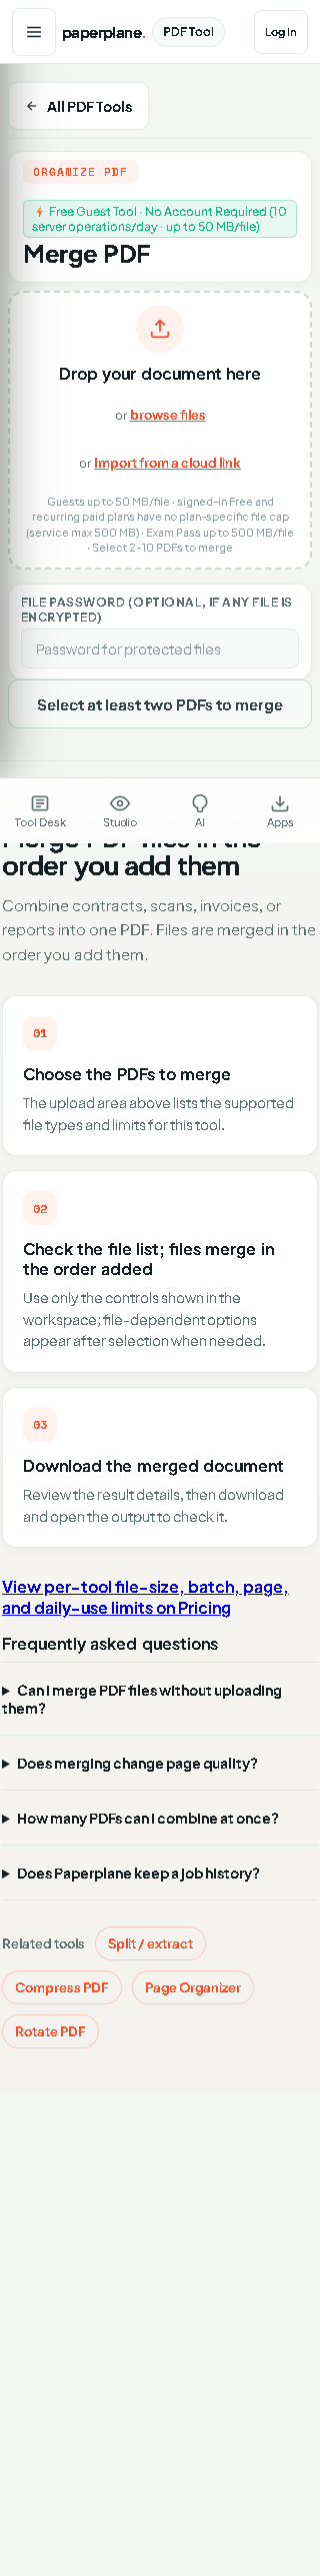 paperplane.
PDF Tool
Log In
All PDF Tools
ORGANIZE PDF
Free Guest Tool · No Account Required (10
server operations/day · up to 50 MB/file)
Merge PDF
Drop your document here
or browse files
or Import from a cloud link
Guests up to 50 MB/file · signed-in Free and
recurring paid plans have no plan-specific file cap
(service max 500 MB) · Exam Pass up to 500 MB/file
· Select 2-10 PDFs to merge
FILE PASSWORD (OPTIONAL, IF ANY FILE IS
ENCRYPTED)
Password for protected files
Select at least two PDFs to merge
Tool Desk
Studio
AI
Apps
Merge PDF files in the
order you add them
Combine contracts, scans, invoices, or
reports into one PDF. Files are merged in the
order you add them.
01
Choose the PDFs to merge
The upload area above lists the supported
file types and limits for this tool.
02
Check the file list; files merge in
the order added
Use only the controls shown in the
workspace; file-dependent options
appear after selection when needed.
03
Download the merged document
Review the result details, then download
and open the output to check it.
View per-tool file-size, batch, page,
and daily-use limits on Pricing
Frequently asked questions
Can I merge PDF files without uploading
them?
Does merging change page quality?
How many PDFs can I combine at once?
Does Paperplane keep a job history?
Related tools
Split / extract
Compress PDF
Page Organizer
Rotate PDF